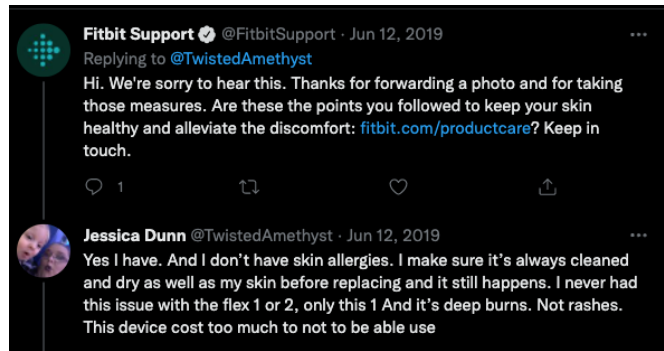 Fitbit Support @FitbitSupport · Jun 12, 2019
Replying to @TwistedAmethyst
Hi. We're sorry to hear this. Thanks for forwarding a photo and for taking
those measures. Are these the points you followed to keep your skin
healthy and alleviate the discomfort: fitbit.com/productcare? Keep in
touch.
1
Jessica Dunn @TwistedAmethyst · Jun 12, 2019
Yes I have. And I don’t have skin allergies. I make sure it’s always cleaned
and dry as well as my skin before replacing and it still happens. I never had
this issue with the flex 1 or 2, only this 1 And it’s deep burns. Not rashes.
This device cost too much to not to be able use